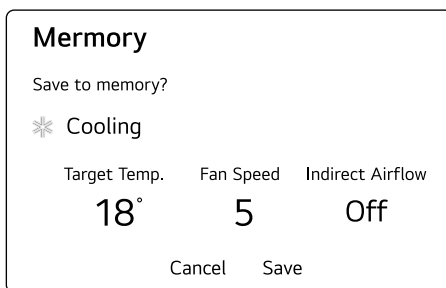 Mermory
Save to memory?
Cooling
Target Temp. Fan Speed Indirect Airflow
18° 5 Off
Cancel Save